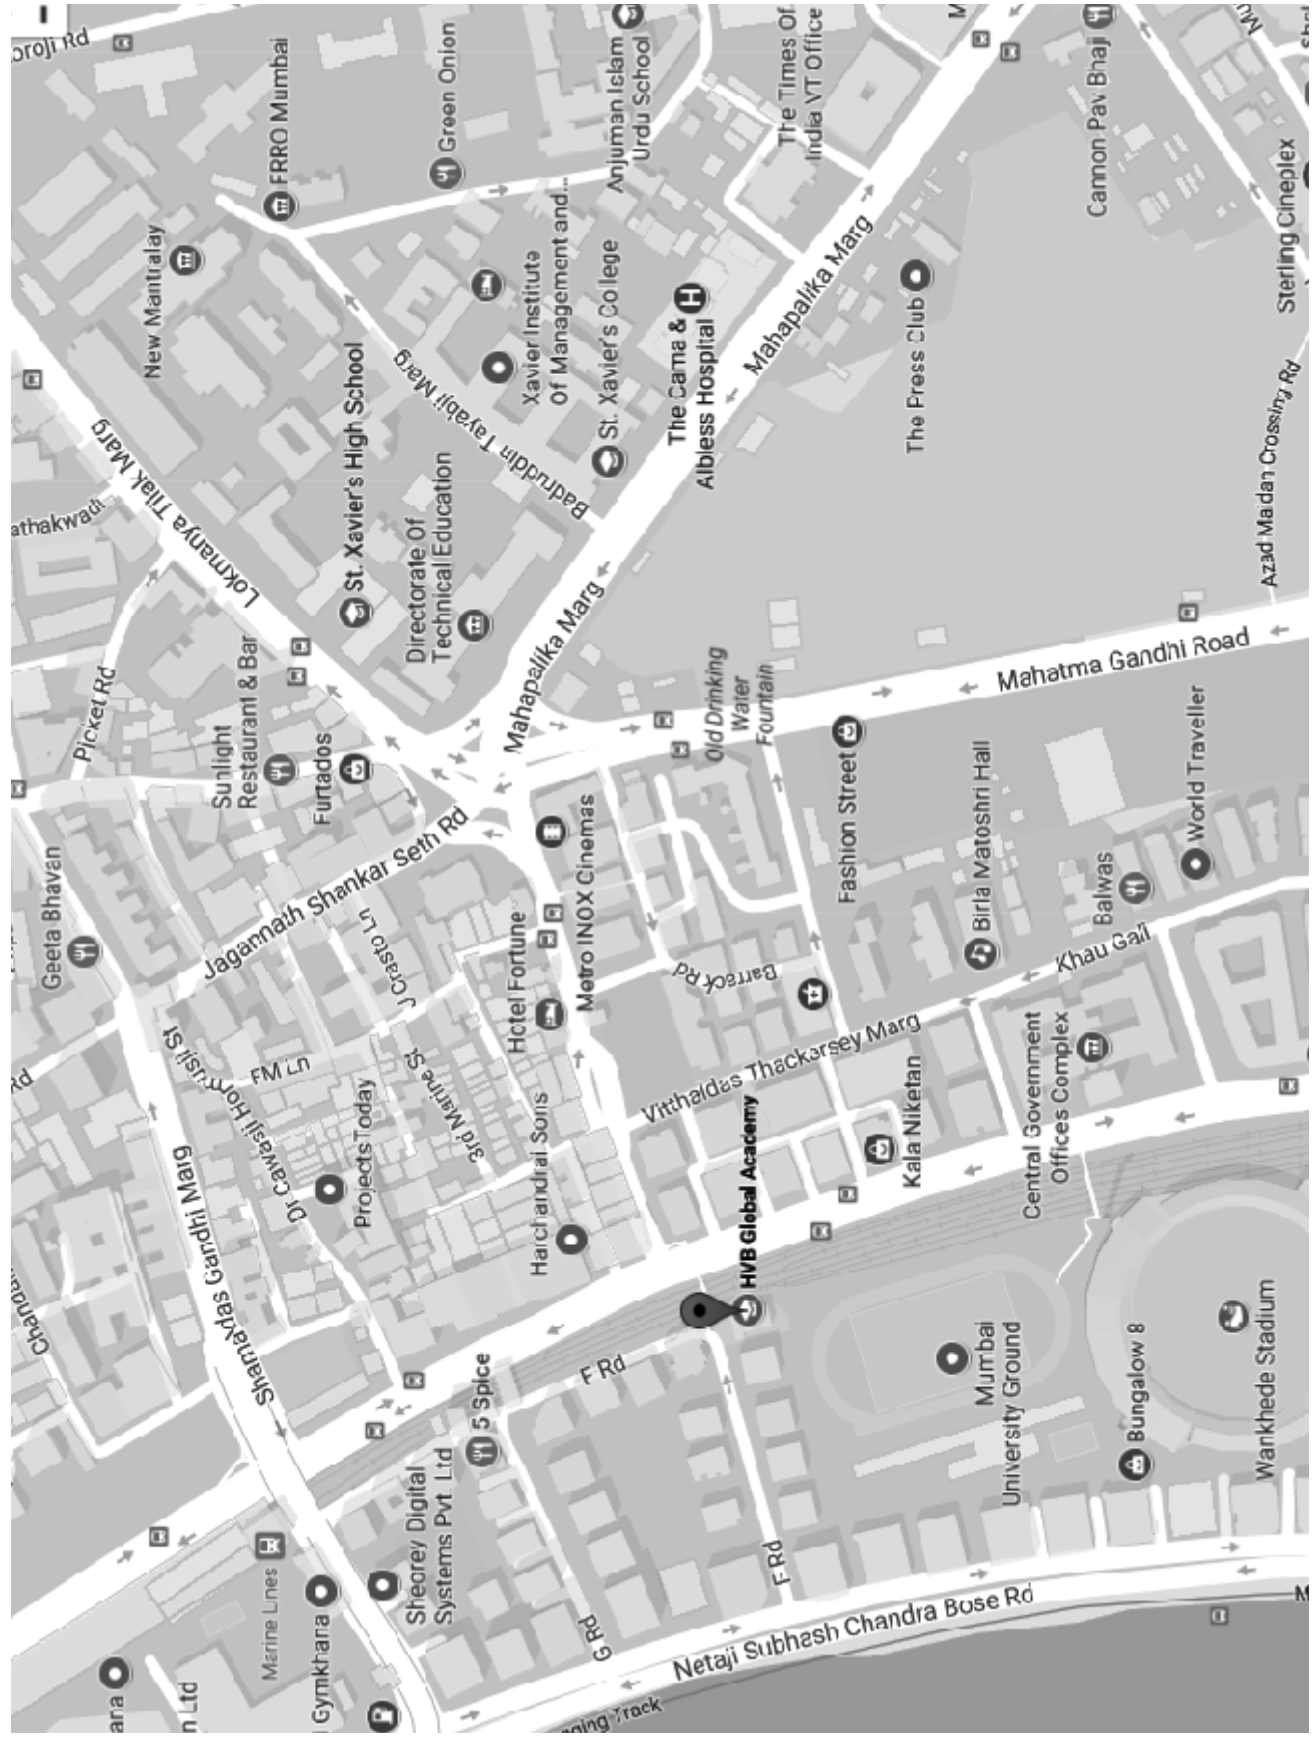 FRRO Mumbai
Green Onion
Anjuman Islam
Urdu School
The Times Of
India VT Office
Cannon Pav Bhaji
Sterling Cineplex
New Mantralay
Xavier Institute
Of Management and...
St. Xavier's College
The Cama &
Albless Hospital
Mahapalika Marg
The Press Club
Azad Maidan Crossing Rd
Lokmanya Tilak Marg
St. Xavier's High School
Badruddin Tayabji Marg
Directorate Of
Technical Education
Picket Rd
Sunlight
Restaurant & Bar
Furtados
Mahapalika Marg
Old Drinking
Water
Fountain
Mahatma Gandhi Road
Geeta Bhavan
Jagannath Shankar Seth Rd
Metro INOX Cinemas
Fashion Street
Birla Matoshri Hall
Balwas
World Traveller
J Crasto Ln
Hotel Fortune
Barrack Rd
Khau Gali
Dr Cawasji Hormusji St
FM Ln
3rd Marine St
Projects Today
Harchandrai Sons
Vitthaldas Thackersey Marg
Kala Niketan
Central Government
Offices Complex
Shamaldas Gandhi Marg
HVB Global Academy
5 Spice
F Rd
Mumbai
University Ground
Bungalow 8
Wankhede Stadium
Marine Lines
Sheorey Digital
Systems Pvt. Ltd
G Rd
F Rd
Netaji Subhash Chandra Bose Rd
Gymkhana